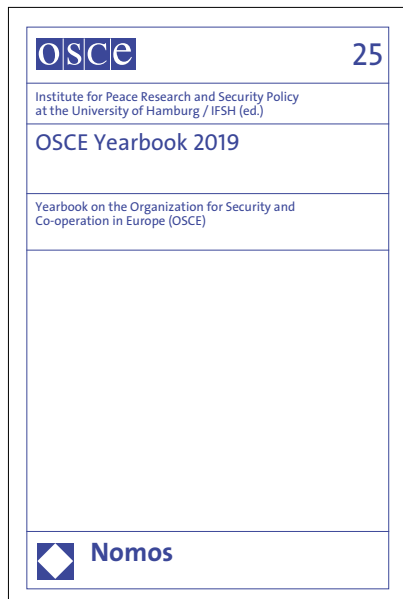 osce
25
Institute for Peace Research and Security Policy
at the University of Hamburg / IFSH (ed.)
OSCE Yearbook 2019
Yearbook on the Organization for Security and
Co-operation in Europe (OSCE)
Nomos